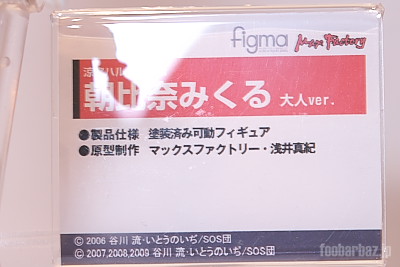 figma
Max Factory
涼宮ハル
朝比奈みくる 大人ver.
●製品仕様 塗装済み可動フィギュア
●原型制作 マックスファクトリー・浅井真紀
© 2006 谷川 流・いとうのいぢ/SOS団
© 2007,2008,2009 谷川 流・いとうのいぢ/SOS団
foobarbaz.jp